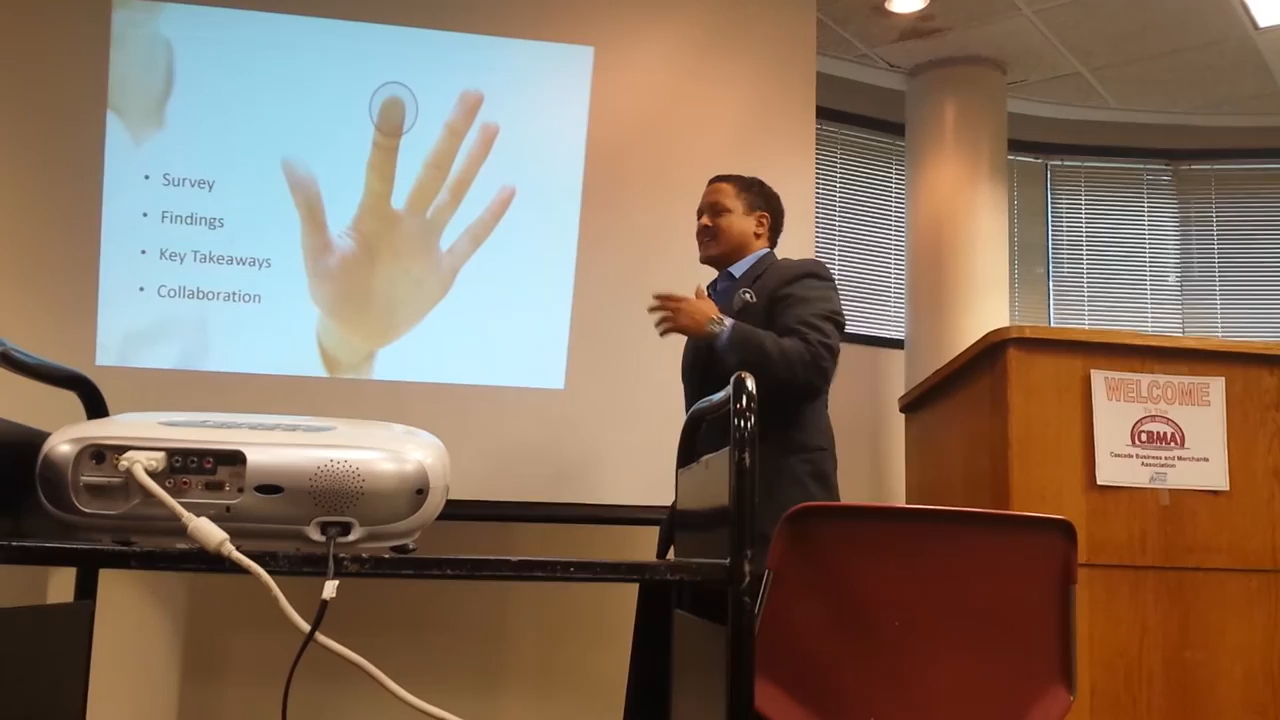 Survey
Findings
Key Takeaways
Collaboration
WELCOME
To The
CBMA
Cascade Business and Merchants
Association